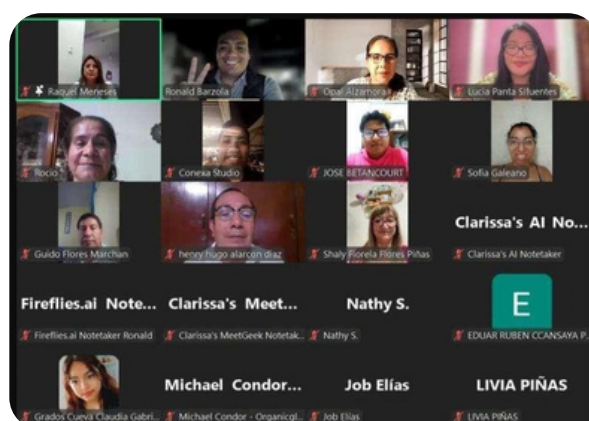 Raquel Meneses
Ronald Barzola
Opal Alzamora
Lucia Panta Sifuentes
Rocio
Conexa Studio
JOSE BETANCOURT
Sofia Galeano
Guido Flores Marchan
henry hugo alarcon diaz
Shaly Fiorela Flores Piñas
Clarissa's AI No...
Clarissa's AI Notetaker
Fireflies.ai Note...
Clarissa's Meet...
Nathy S.
E
Fireflies.ai Notetaker Ronald
Clarissa's MeetGeek Notetak...
Nathy S.
EDUAR RUBEN CCANSAYA P.
Grados Cueva Claudia Gabri...
Michael Condor...
Job Elías
LIVIA PIÑAS
Michael Condor - Organicgl...
Job Elías
LIVIA PIÑAS